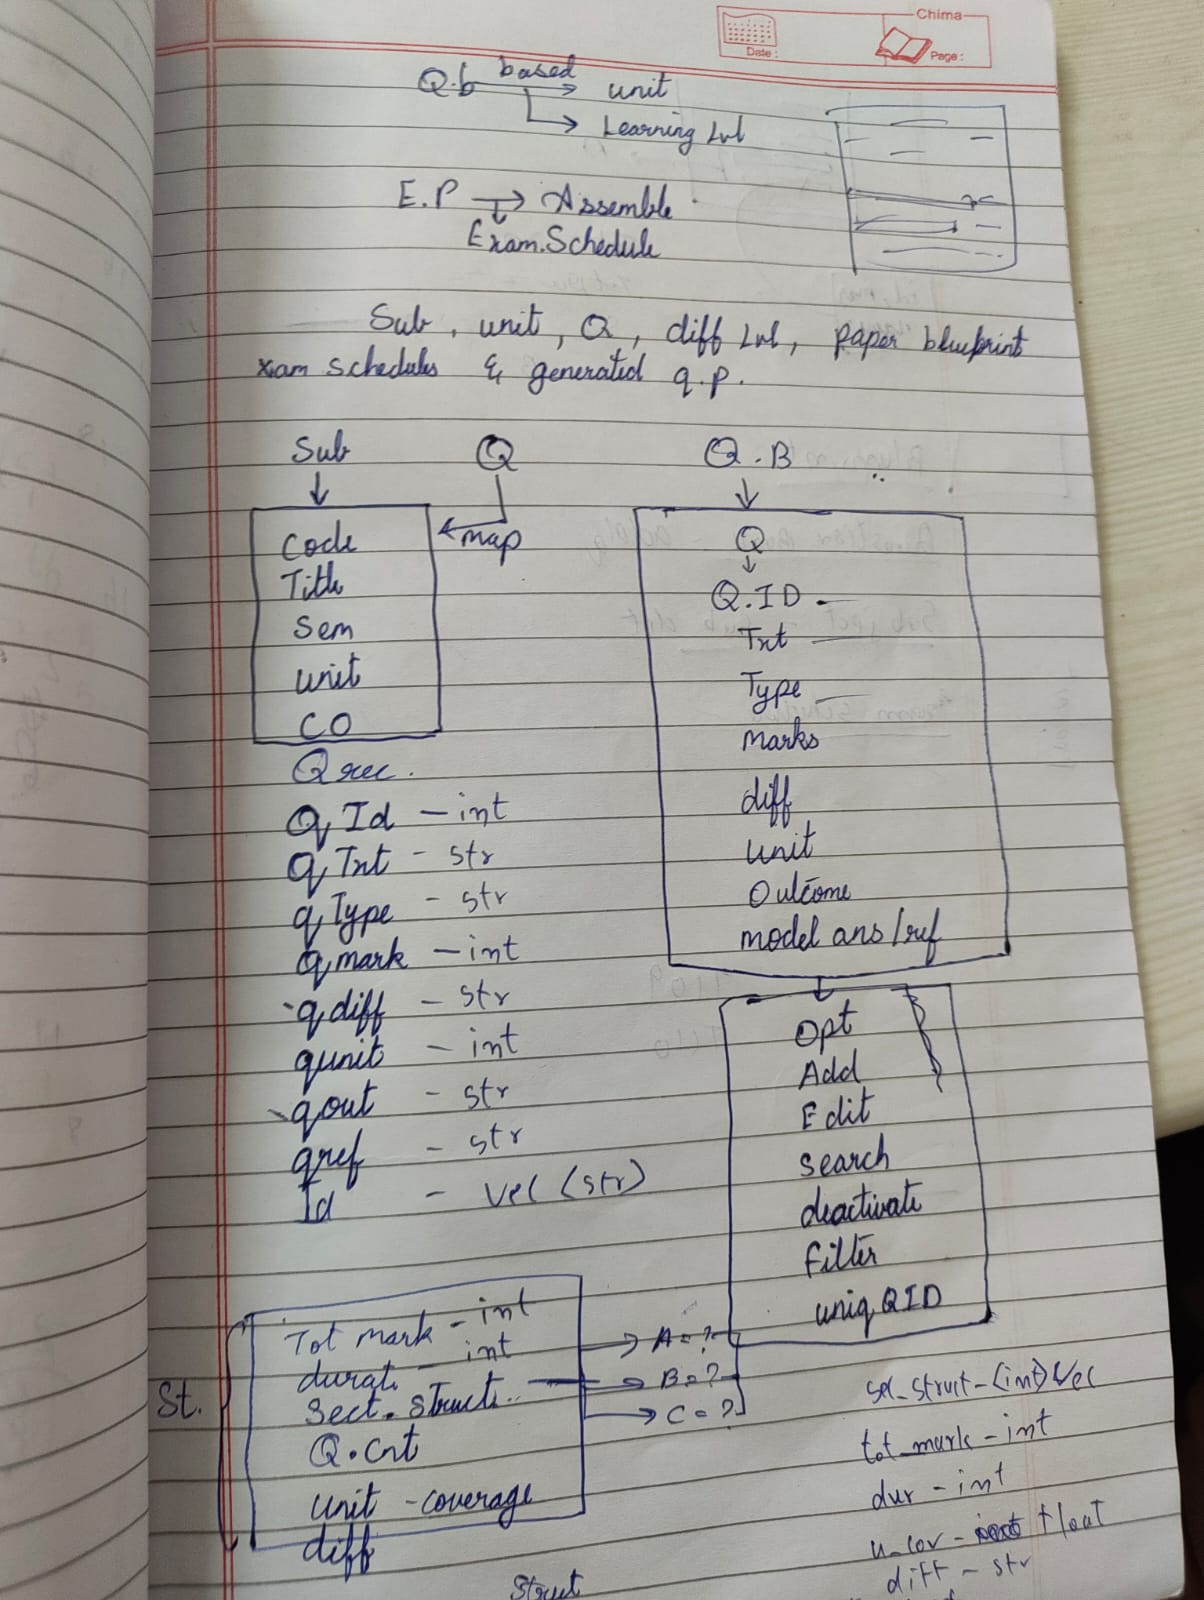 Chima
Date :
Page :
Q.b based → unit
→ Learning Lvl
E.P → Assemble
Exam.Schedule
Sub, unit, Q, diff Lvl, paper blueprint
xam schedules & generated q.p.
Sub
Code
Title
Sem
unit
CO
Q
map
Q.B
Q
Q.ID
Txt
Type
marks
diff
unit
Outcome
model ans/ref
Q rec.
q Id - int
q Txt - str
q Type - str
q mark - int
q diff - str
qunit - int
qout - str
qref - str
Id - vec (str)
Opt
Add
Edit
Search
deactivate
filter
uniq QID
St.
Tot mark - int
durat. - int
Sect. Struct.
Q.Cnt
unit - coverage
diff
A = ?
B = ?
C = ?
sec_struct - (int) Vec
tot_mark - int
dur - int
u_cov - float
diff - str
Struct